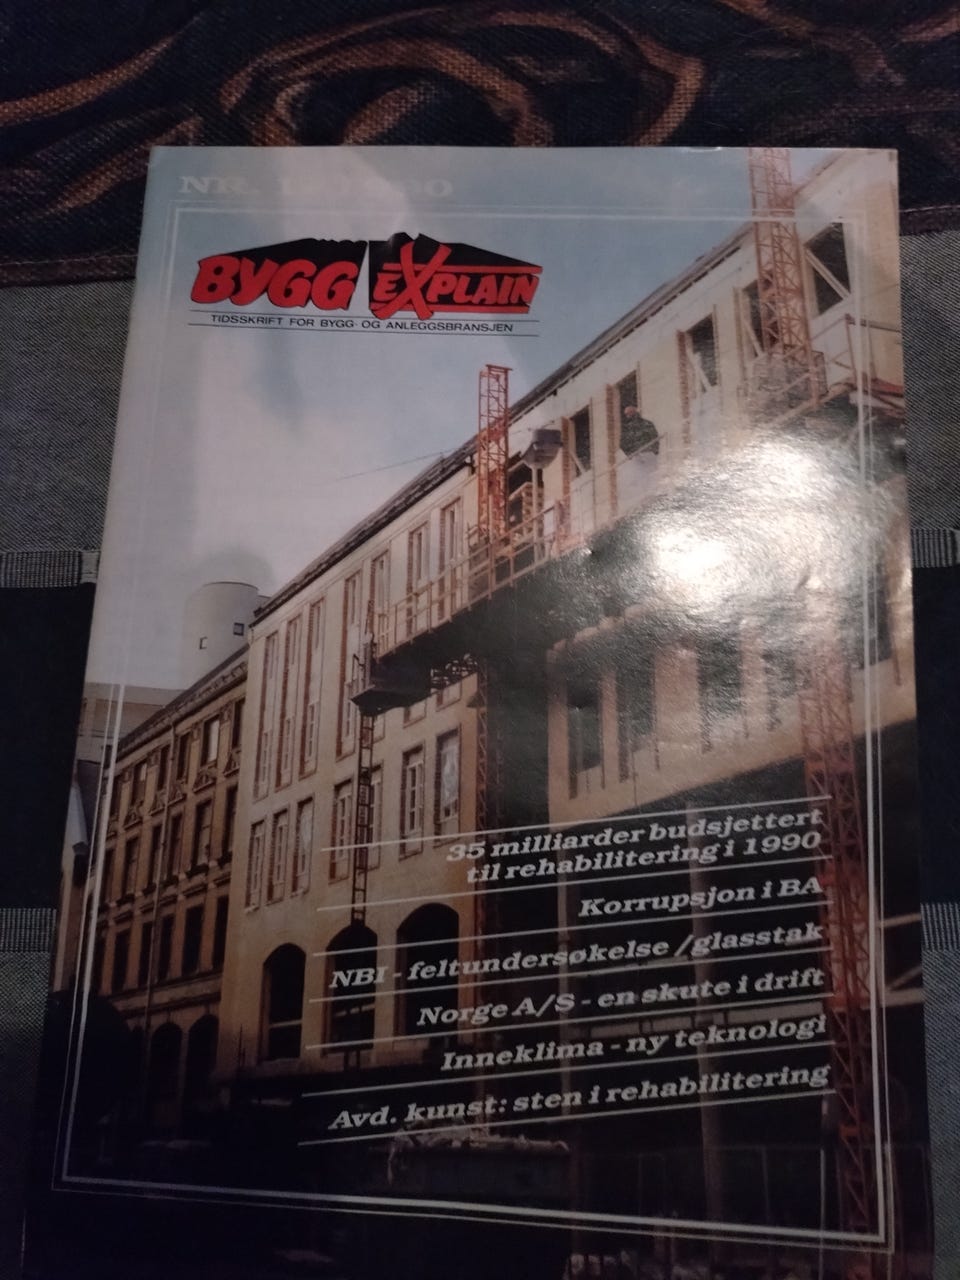 NR.
BYGG EXPLAIN
TIDSSKRIFT FOR BYGG- OG ANLEGGSBRANSJEN
35 milliarder budsjettert
til rehabilitering i 1990
Korrupsjon i BA
NBI - feltundersøkelse /glasstak
Norge A/S - en skute i drift
Inneklima - ny teknologi
Avd. kunst: sten i rehabilitering